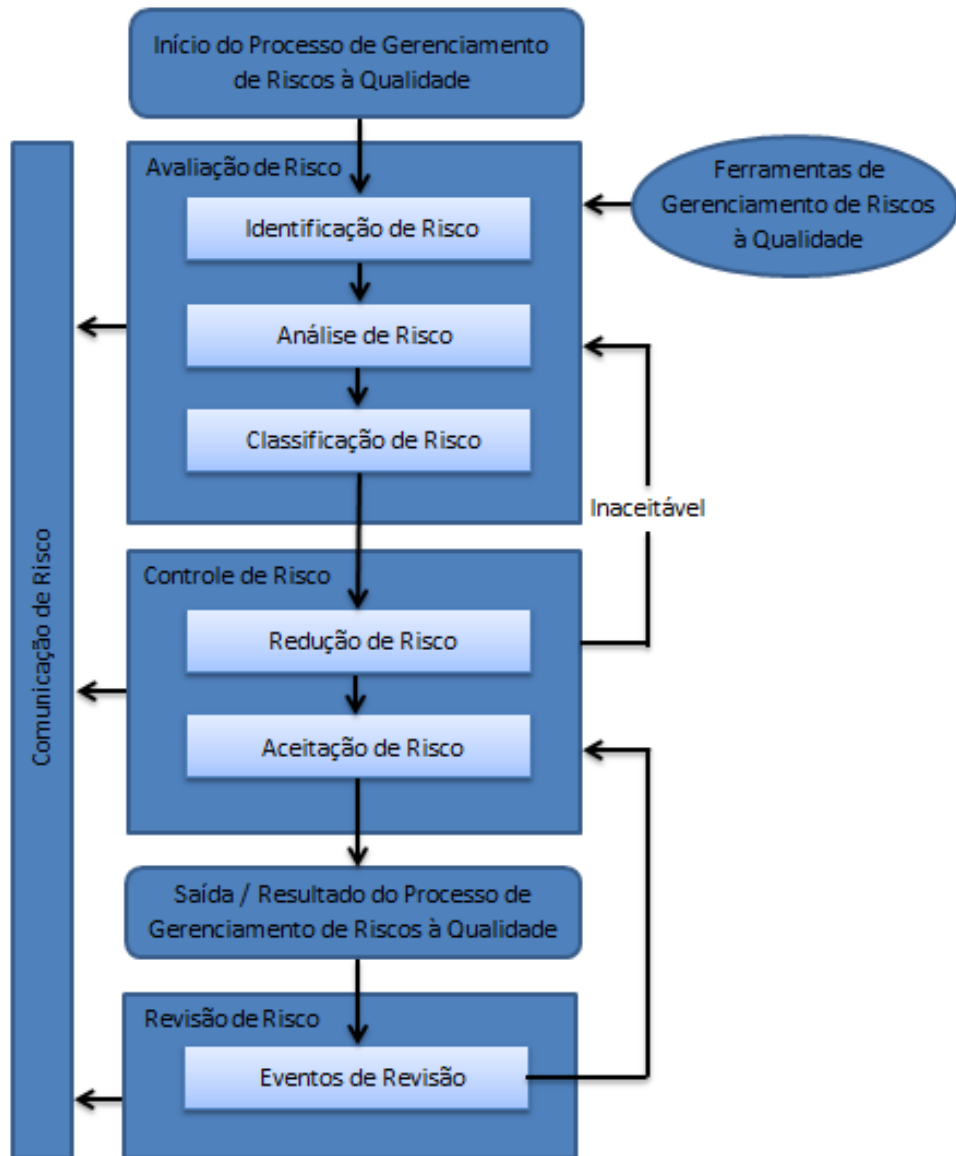 Início do Processo de Gerenciamento
de Riscos à Qualidade
Avaliação de Risco
Ferramentas de
Gerenciamento de Riscos
à Qualidade
Identificação de Risco
Análise de Risco
Classificação de Risco
Inaceitável
Comunicação de Risco
Controle de Risco
Redução de Risco
Aceitação de Risco
Saída / Resultado do Processo de
Gerenciamento de Riscos à Qualidade
Revisão de Risco
Eventos de Revisão